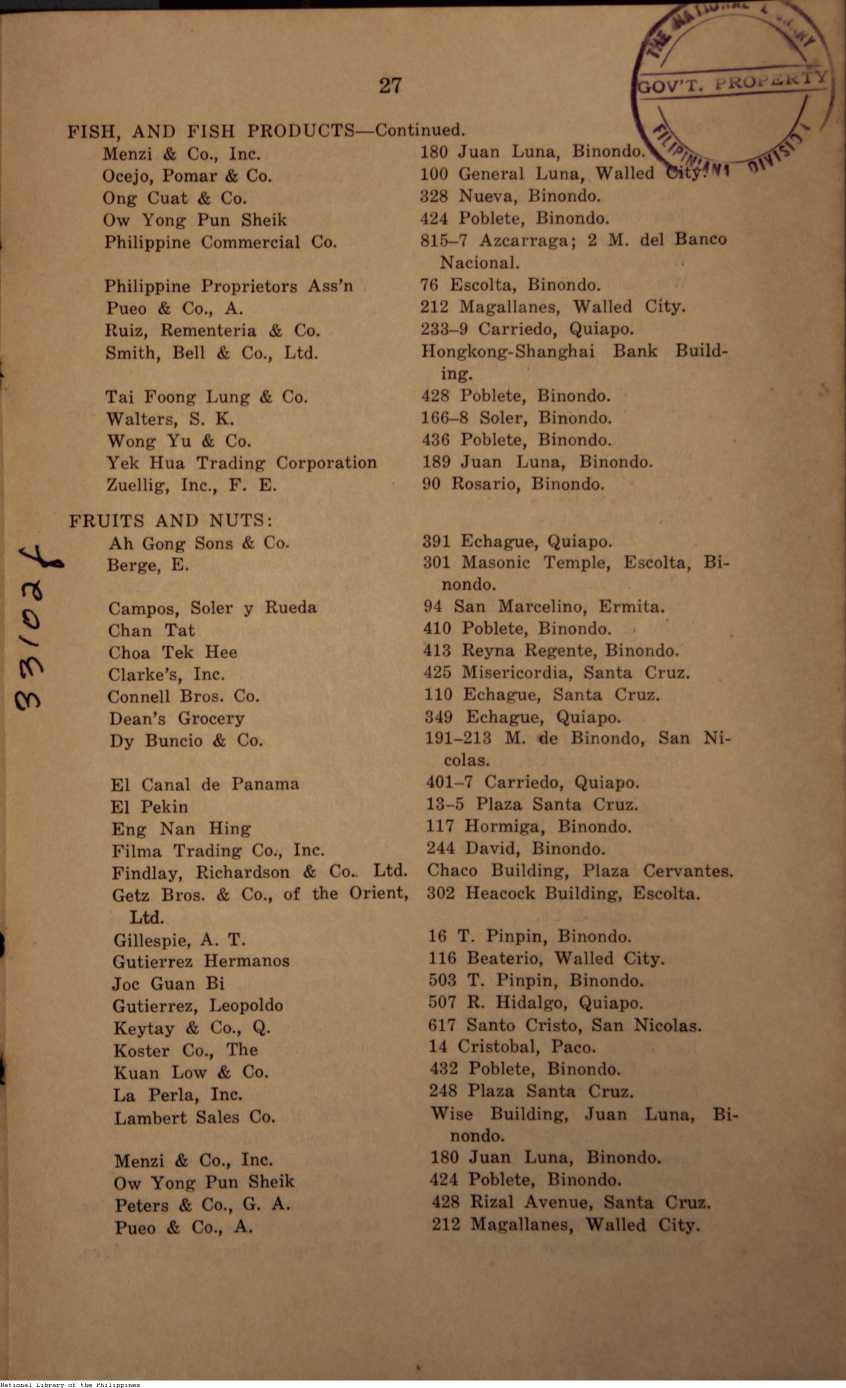 THE NATIONAL LIBRARY
GOV'T. PROPERTY
FILIPINIANA DIVISION
27
FISH, AND FISH PRODUCTS—Continued.
Menzi & Co., Inc. 180 Juan Luna, Binondo.
Ocejo, Pomar & Co. 100 General Luna, Walled City.
Ong Cuat & Co. 328 Nueva, Binondo.
Ow Yong Pun Sheik 424 Poblete, Binondo.
Philippine Commercial Co. 815–7 Azcarraga; 2 M. del Banco
Nacional.
Philippine Proprietors Ass'n 76 Escolta, Binondo.
Pueo & Co., A. 212 Magallanes, Walled City.
Ruiz, Rementeria & Co. 233–9 Carriedo, Quiapo.
Smith, Bell & Co., Ltd. Hongkong-Shanghai Bank Build-
ing.
Tai Foong Lung & Co. 428 Poblete, Binondo.
Walters, S. K. 166–8 Soler, Binondo.
Wong Yu & Co. 436 Poblete, Binondo.
Yek Hua Trading Corporation 189 Juan Luna, Binondo.
Zuellig, Inc., F. E. 90 Rosario, Binondo.
FRUITS AND NUTS:
Ah Gong Sons & Co. 391 Echague, Quiapo.
Berge, E. 301 Masonic Temple, Escolta, Bi-
nondo.
Campos, Soler y Rueda 94 San Marcelino, Ermita.
Chan Tat 410 Poblete, Binondo.
Choa Tek Hee 413 Reyna Regente, Binondo.
Clarke's, Inc. 425 Misericordia, Santa Cruz.
Connell Bros. Co. 110 Echague, Santa Cruz.
Dean's Grocery 349 Echague, Quiapo.
Dy Buncio & Co. 191–213 M. de Binondo, San Ni-
colas.
El Canal de Panama 401–7 Carriedo, Quiapo.
El Pekin 13–5 Plaza Santa Cruz.
Eng Nan Hing 117 Hormiga, Binondo.
Filma Trading Co., Inc. 244 David, Binondo.
Findlay, Richardson & Co. Ltd. Chaco Building, Plaza Cervantes.
Getz Bros. & Co., of the Orient, 302 Heacock Building, Escolta.
Ltd.
Gillespie, A. T. 16 T. Pinpin, Binondo.
Gutierrez Hermanos 116 Beaterio, Walled City.
Joc Guan Bi 503 T. Pinpin, Binondo.
Gutierrez, Leopoldo 507 R. Hidalgo, Quiapo.
Keytay & Co., Q. 617 Santo Cristo, San Nicolas.
Koster Co., The 14 Cristobal, Paco.
Kuan Low & Co. 432 Poblete, Binondo.
La Perla, Inc. 248 Plaza Santa Cruz.
Lambert Sales Co. Wise Building, Juan Luna, Bi-
nondo.
Menzi & Co., Inc. 180 Juan Luna, Binondo.
Ow Yong Pun Sheik 424 Poblete, Binondo.
Peters & Co., G. A. 428 Rizal Avenue, Santa Cruz.
Pueo & Co., A. 212 Magallanes, Walled City.
National Library of the Philippines